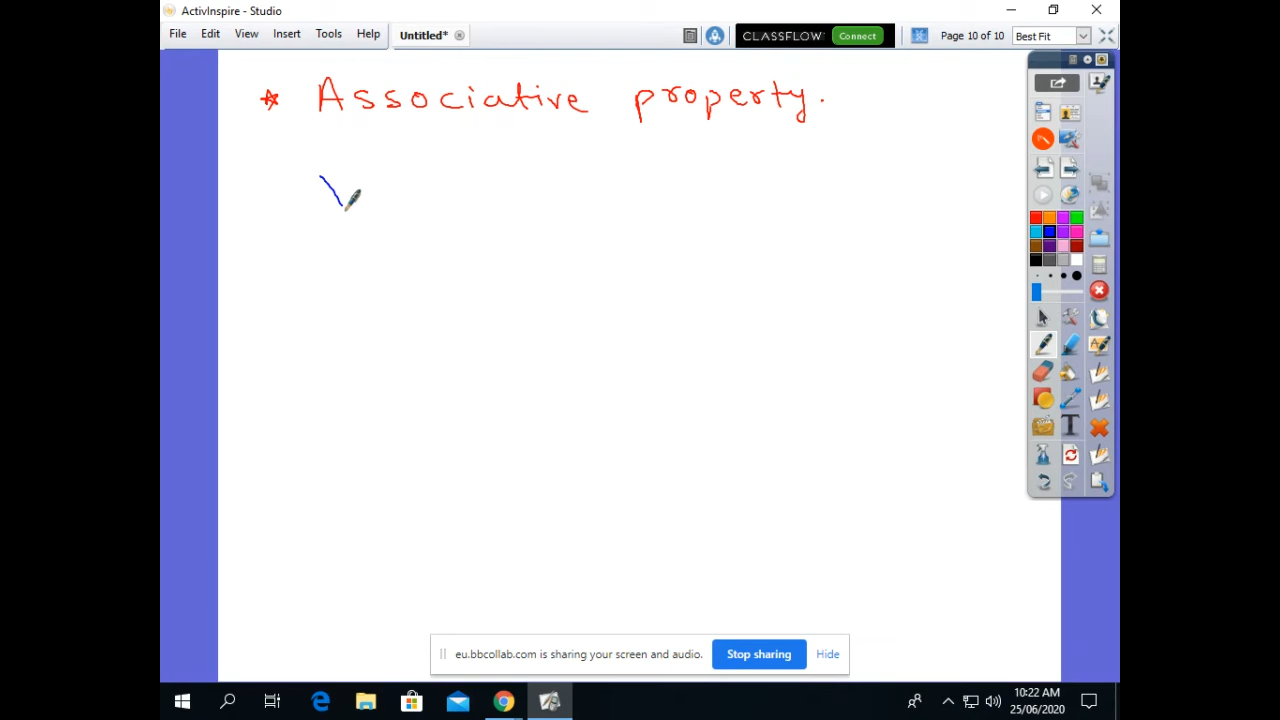 ActivInspire - Studio
File Edit View Insert Tools Help Untitled* CLASSFLOW Connect Page 10 of 10 Best Fit
* Associative property.
eu.bbcollab.com is sharing your screen and audio. Stop sharing Hide
10:22 AM
25/06/2020